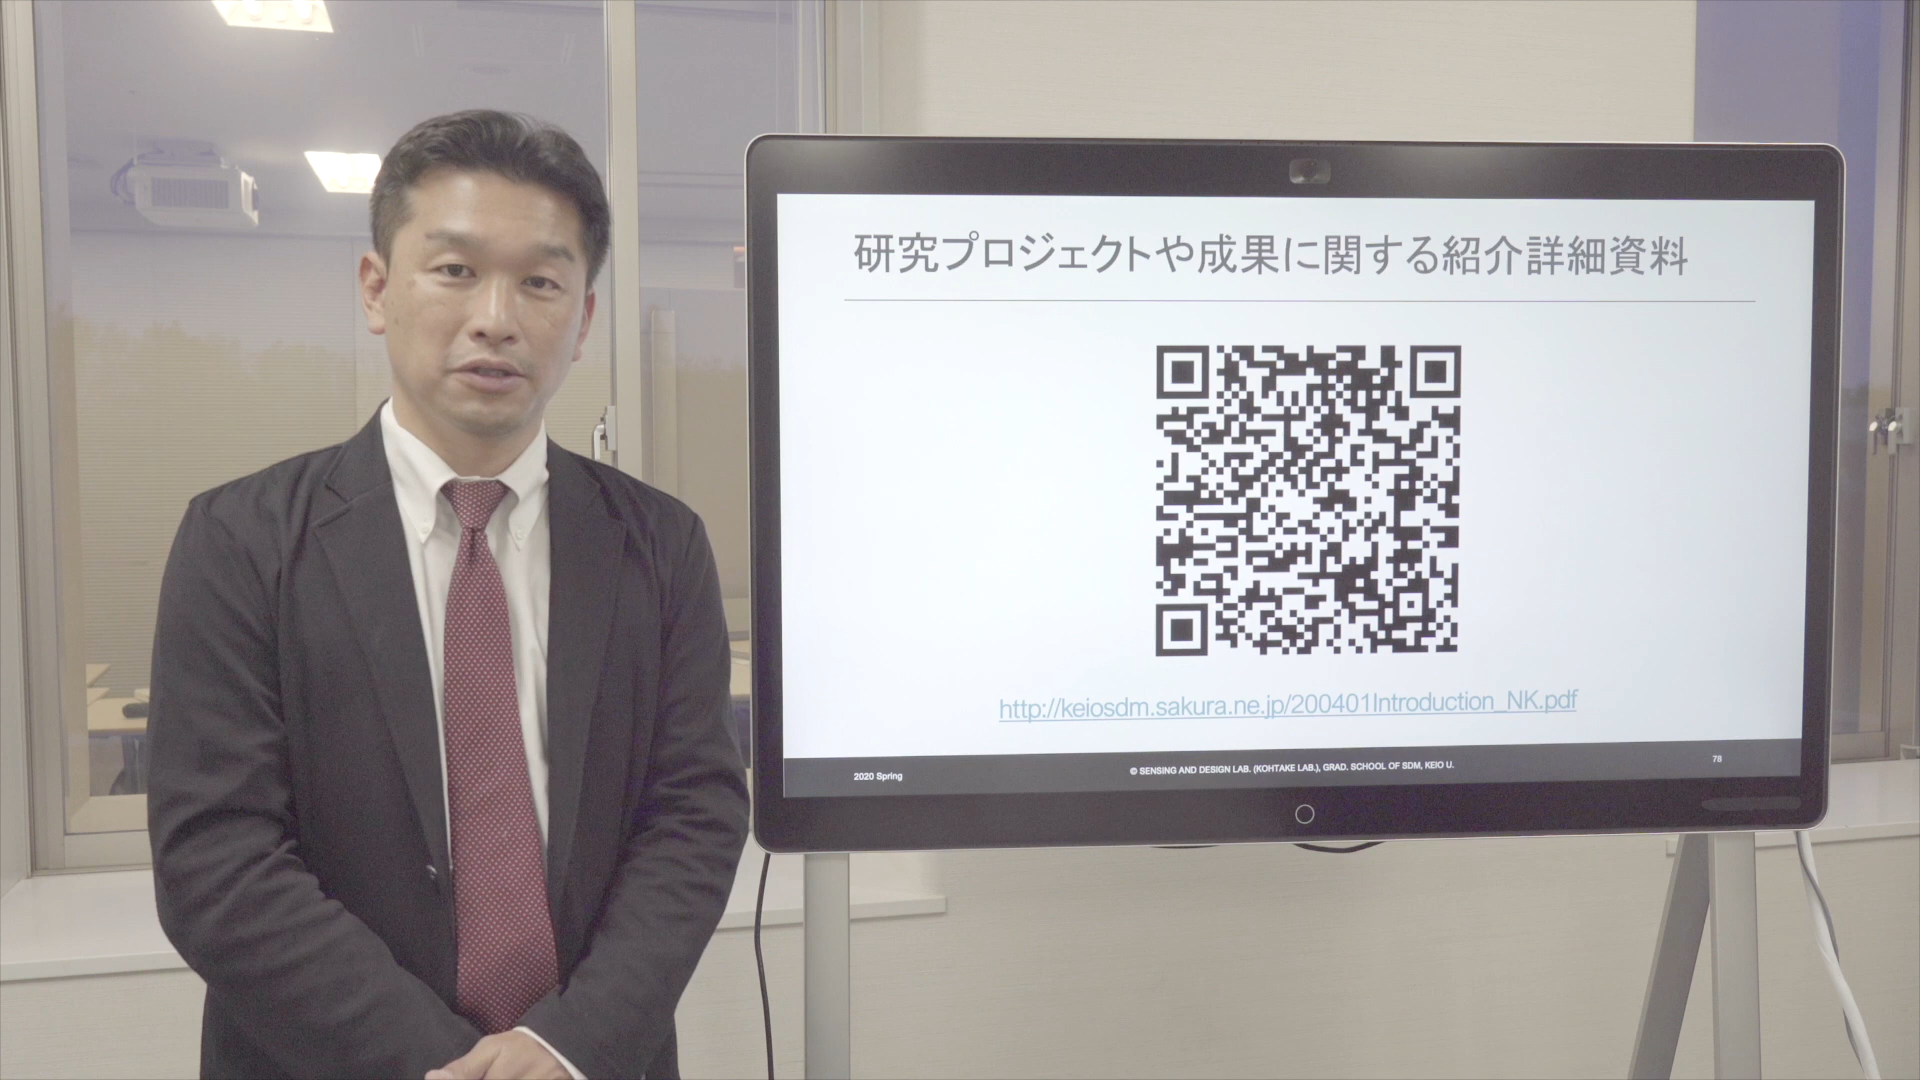 研究プロジェクトや成果に関する紹介詳細資料
http://keiosdm.sakura.ne.jp/200401Introduction_NK.pdf
2020 Spring
© SENSING AND DESIGN LAB. (KOHTAKE LAB.), GRAD. SCHOOL OF SDM, KEIO U.
78